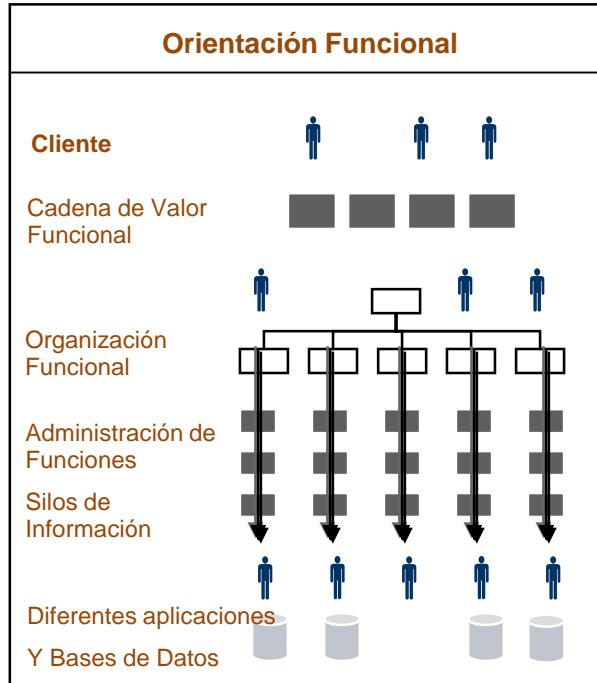 Orientación Funcional
Cliente
Cadena de Valor
Funcional
Organización
Funcional
Administración de
Funciones
Silos de
Información
Diferentes aplicaciones
Y Bases de Datos